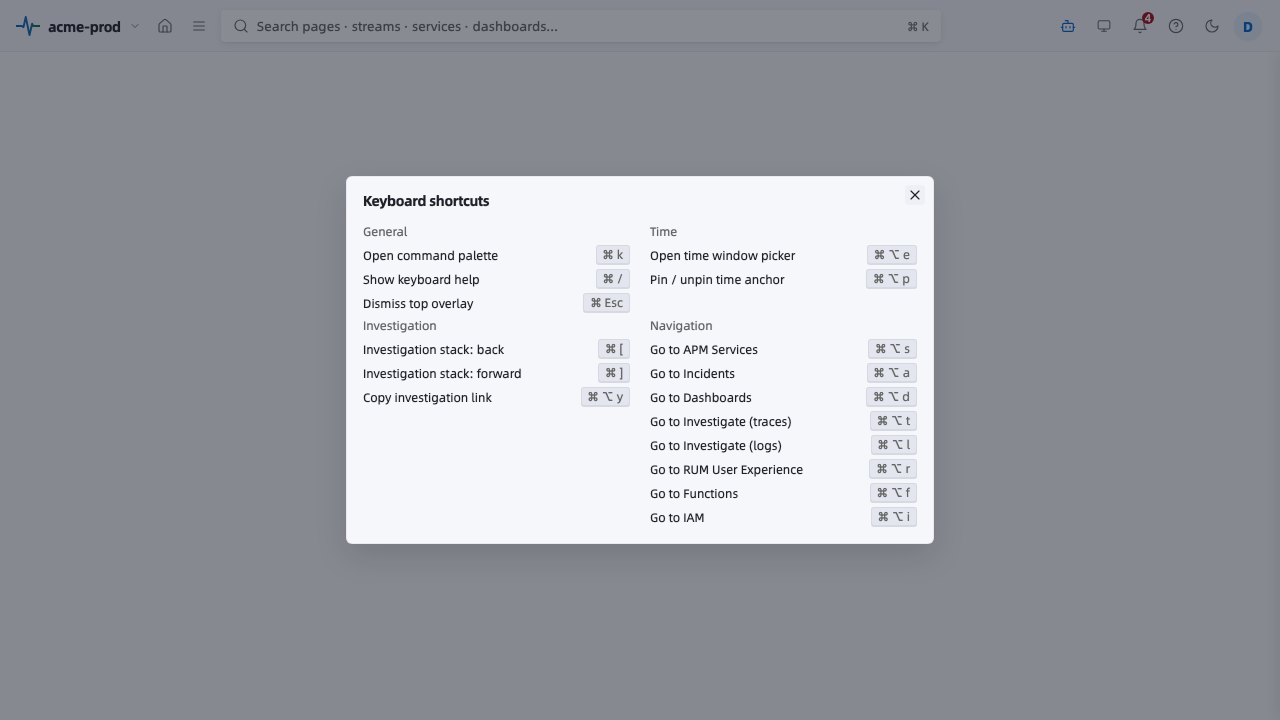 acme-prod
Search pages · streams · services · dashboards...
⌘ K
4
D
Keyboard shortcuts
General
Open command palette ⌘ k
Show keyboard help ⌘ /
Dismiss top overlay ⌘ Esc
Time
Open time window picker ⌘ ⌥ e
Pin / unpin time anchor ⌘ ⌥ p
Investigation
Investigation stack: back ⌘ [
Investigation stack: forward ⌘ ]
Copy investigation link ⌘ ⌥ y
Navigation
Go to APM Services ⌘ ⌥ s
Go to Incidents ⌘ ⌥ a
Go to Dashboards ⌘ ⌥ d
Go to Investigate (traces) ⌘ ⌥ t
Go to Investigate (logs) ⌘ ⌥ l
Go to RUM User Experience ⌘ ⌥ r
Go to Functions ⌘ ⌥ f
Go to IAM ⌘ ⌥ i